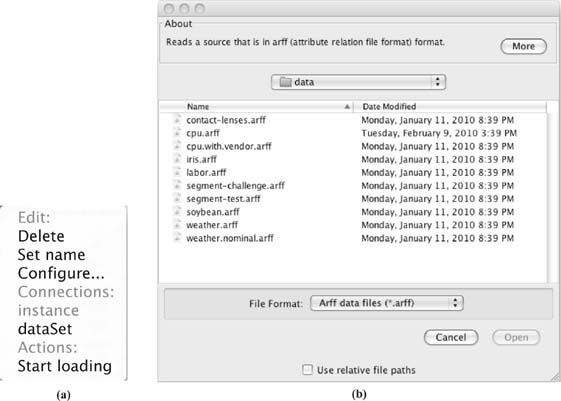 Edit:
Delete
Set name
Configure...
Connections:
instance
dataSet
Actions:
Start loading
(a)
About
Reads a source that is in arff (attribute relation file format) format.
More
data
Name Date Modified
contact-lenses.arff Monday, January 11, 2010 8:39 PM
cpu.arff Tuesday, February 9, 2010 3:39 PM
cpu.with.vendor.arff Monday, January 11, 2010 8:39 PM
iris.arff Monday, January 11, 2010 8:39 PM
labor.arff Monday, January 11, 2010 8:39 PM
segment-challenge.arff Monday, January 11, 2010 8:39 PM
segment-test.arff Monday, January 11, 2010 8:39 PM
soybean.arff Monday, January 11, 2010 8:39 PM
weather.arff Monday, January 11, 2010 8:39 PM
weather.nominal.arff Monday, January 11, 2010 8:39 PM
File Format: Arff data files (*.arff)
Cancel Open
Use relative file paths
(b)